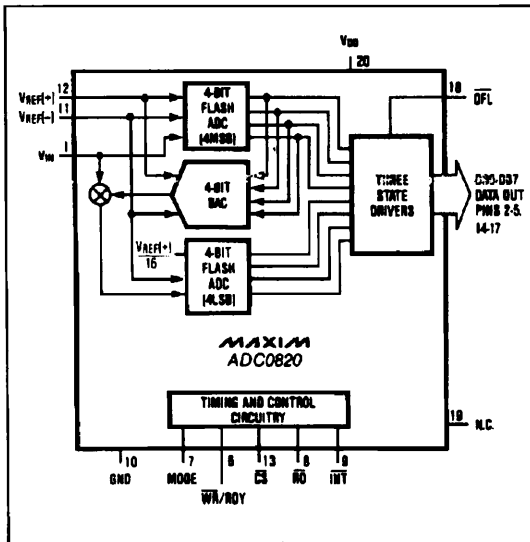 VDD
20
12
VREF(+)
11
VREF(−)
1
VIN
4-BIT
FLASH
ADC
(4MSB)
4-BIT
DAC
VREF(+)
16
4-BIT
FLASH
ADC
(4LSB)
THREE
STATE
DRIVERS
18
OFL
DB0-DB7
DATA OUT
PINS 2-5,
14-17
MAXIM
ADC0820
TIMING AND CONTROL
CIRCUITRY
19
N.C.
10
GND
7
MODE
6
WR/RDY
13
CS
8
RD
9
INT